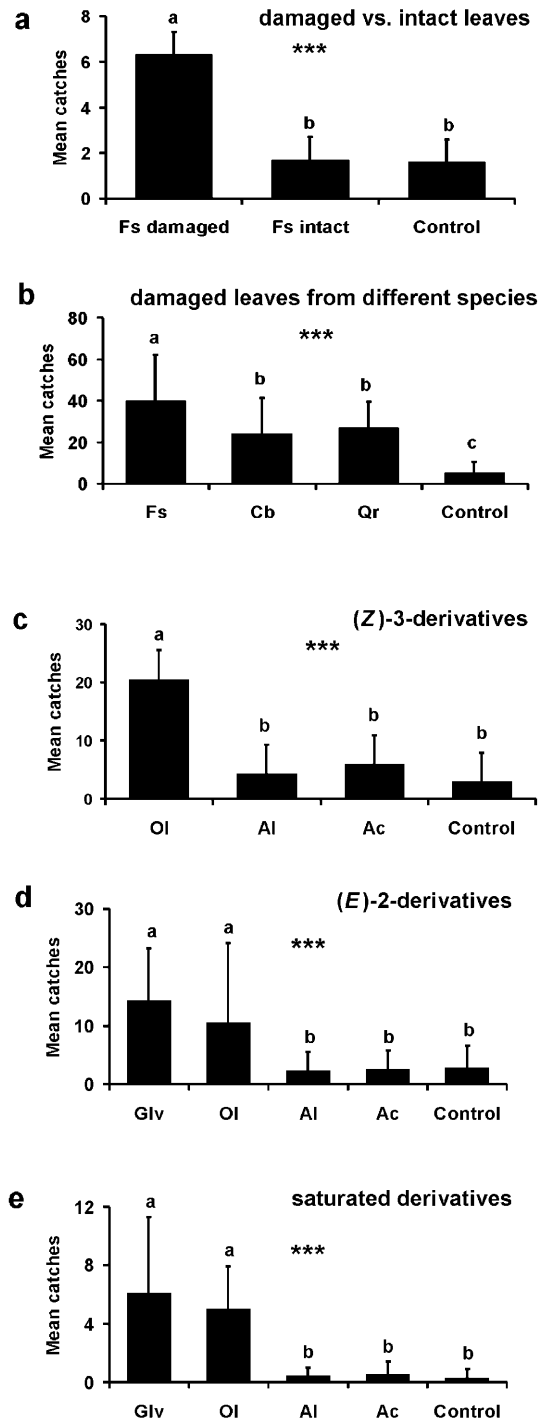 a damaged vs. intact leaves
8
a
***
6
Mean catches
4
b b
2
0
Fs damaged Fs intact Control
b damaged leaves from different species
80
a
***
60
b b
Mean catches
40
c
20
0
Fs Cb Qr Control
c (Z)-3-derivatives
30
a
***
20
Mean catches
b b b
10
0
Ol Al Ac Control
d (E)-2-derivatives
30
a a
***
20
Mean catches
b b b
10
0
Glv Ol Al Ac Control
e saturated derivatives
12
a
a
***
8
Mean catches
4
b b b
0
Glv Ol Al Ac Control